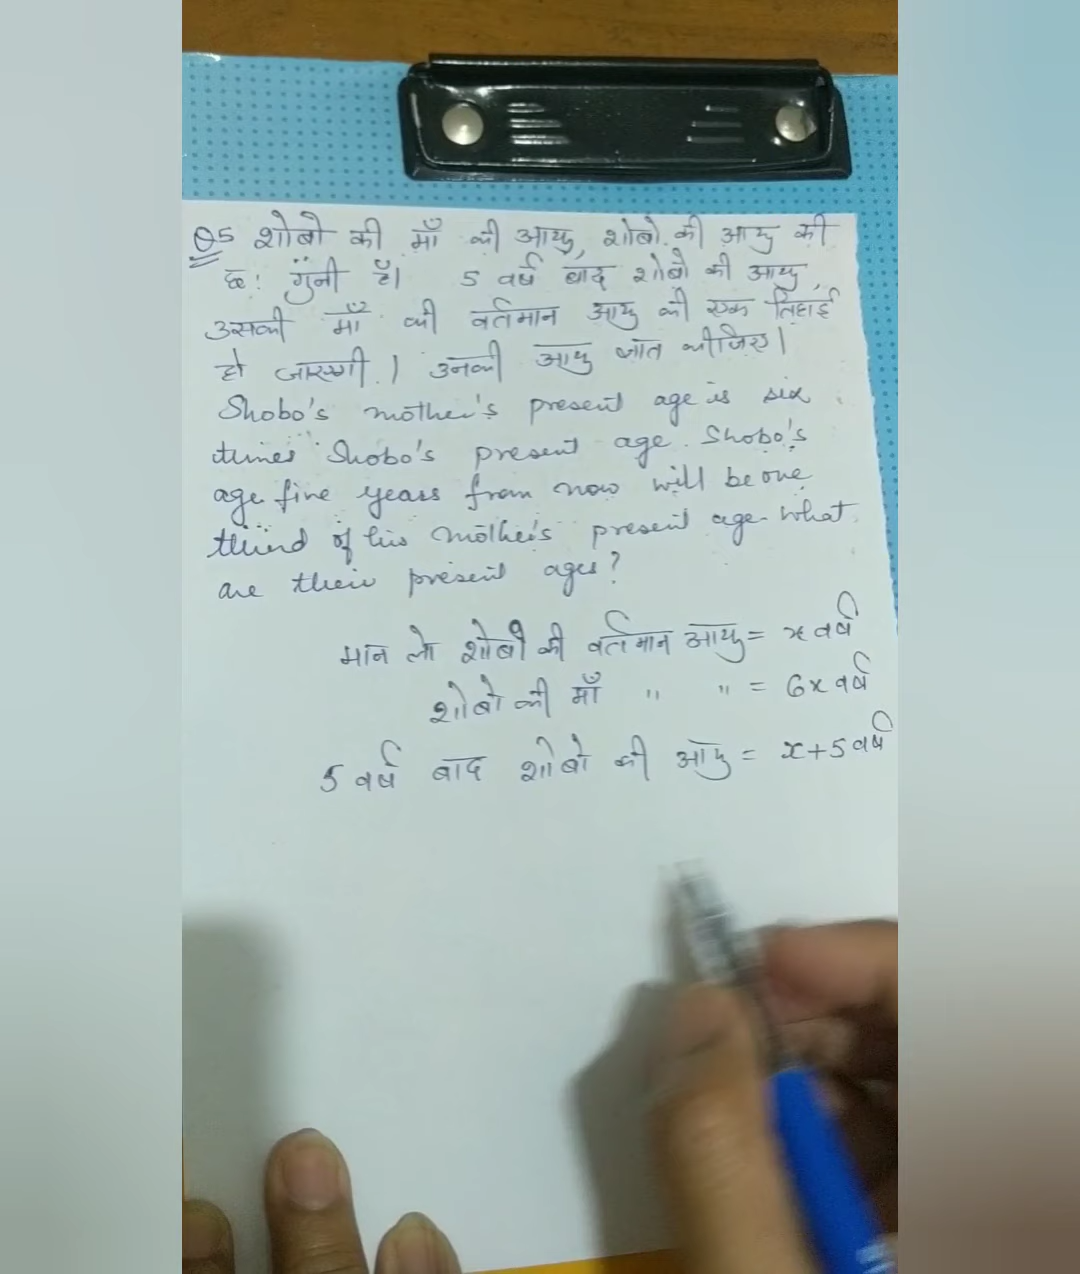 Q5 शोबो की माँ की आयु, शोबो की आयु की
छः गुनी है। 5 वर्ष बाद शोबो की आयु,
उसकी माँ की वर्तमान आयु की एक तिहाई
हो जाएगी। उनकी आयु ज्ञात कीजिए।
Shobo's mother's present age is six
times Shobo's present age. Shobo's
age five years from now will be one
third of his mother's present age. What
are their present ages?
मान लो शोबो की वर्तमान आयु = x वर्ष
शोबो की माँ " " = 6x वर्ष
5 वर्ष बाद शोबो की आयु = x+5 वर्ष